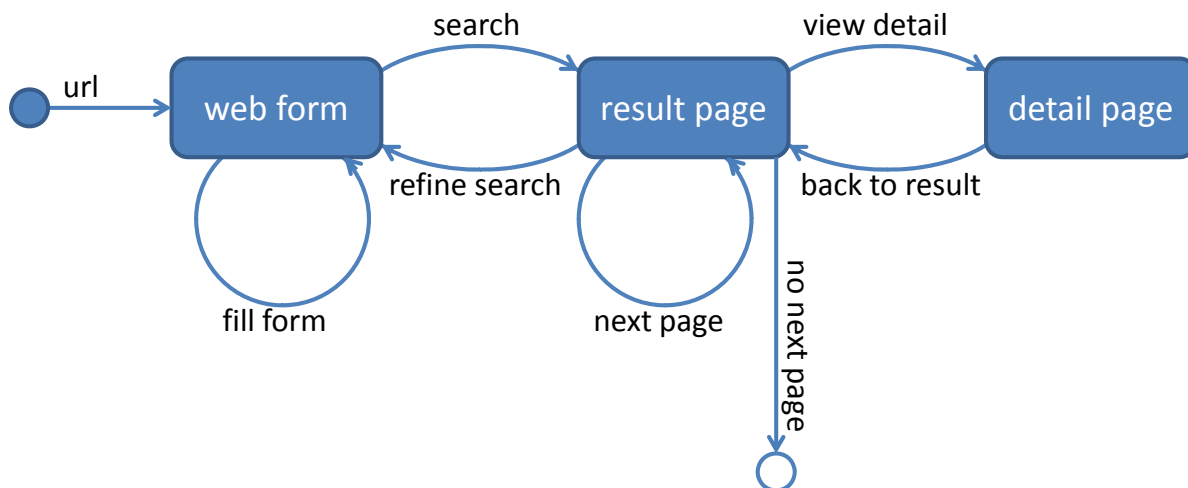 search
view detail
url
web form
result page
detail page
refine search
back to result
fill form
next page
no next page